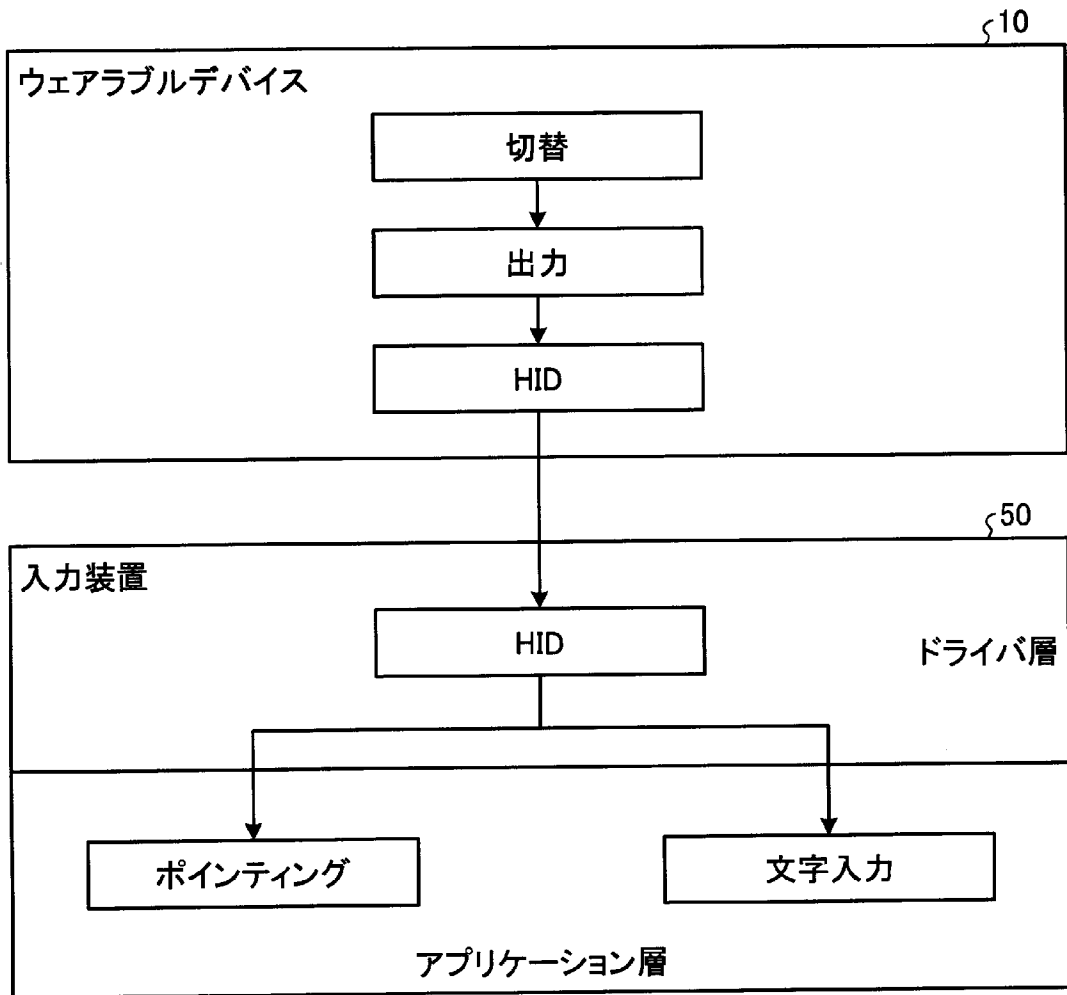 10
ウェアラブルデバイス
切替
出力
HID
50
入力装置
HID
ドライバ層
ポインティング
文字入力
アプリケーション層